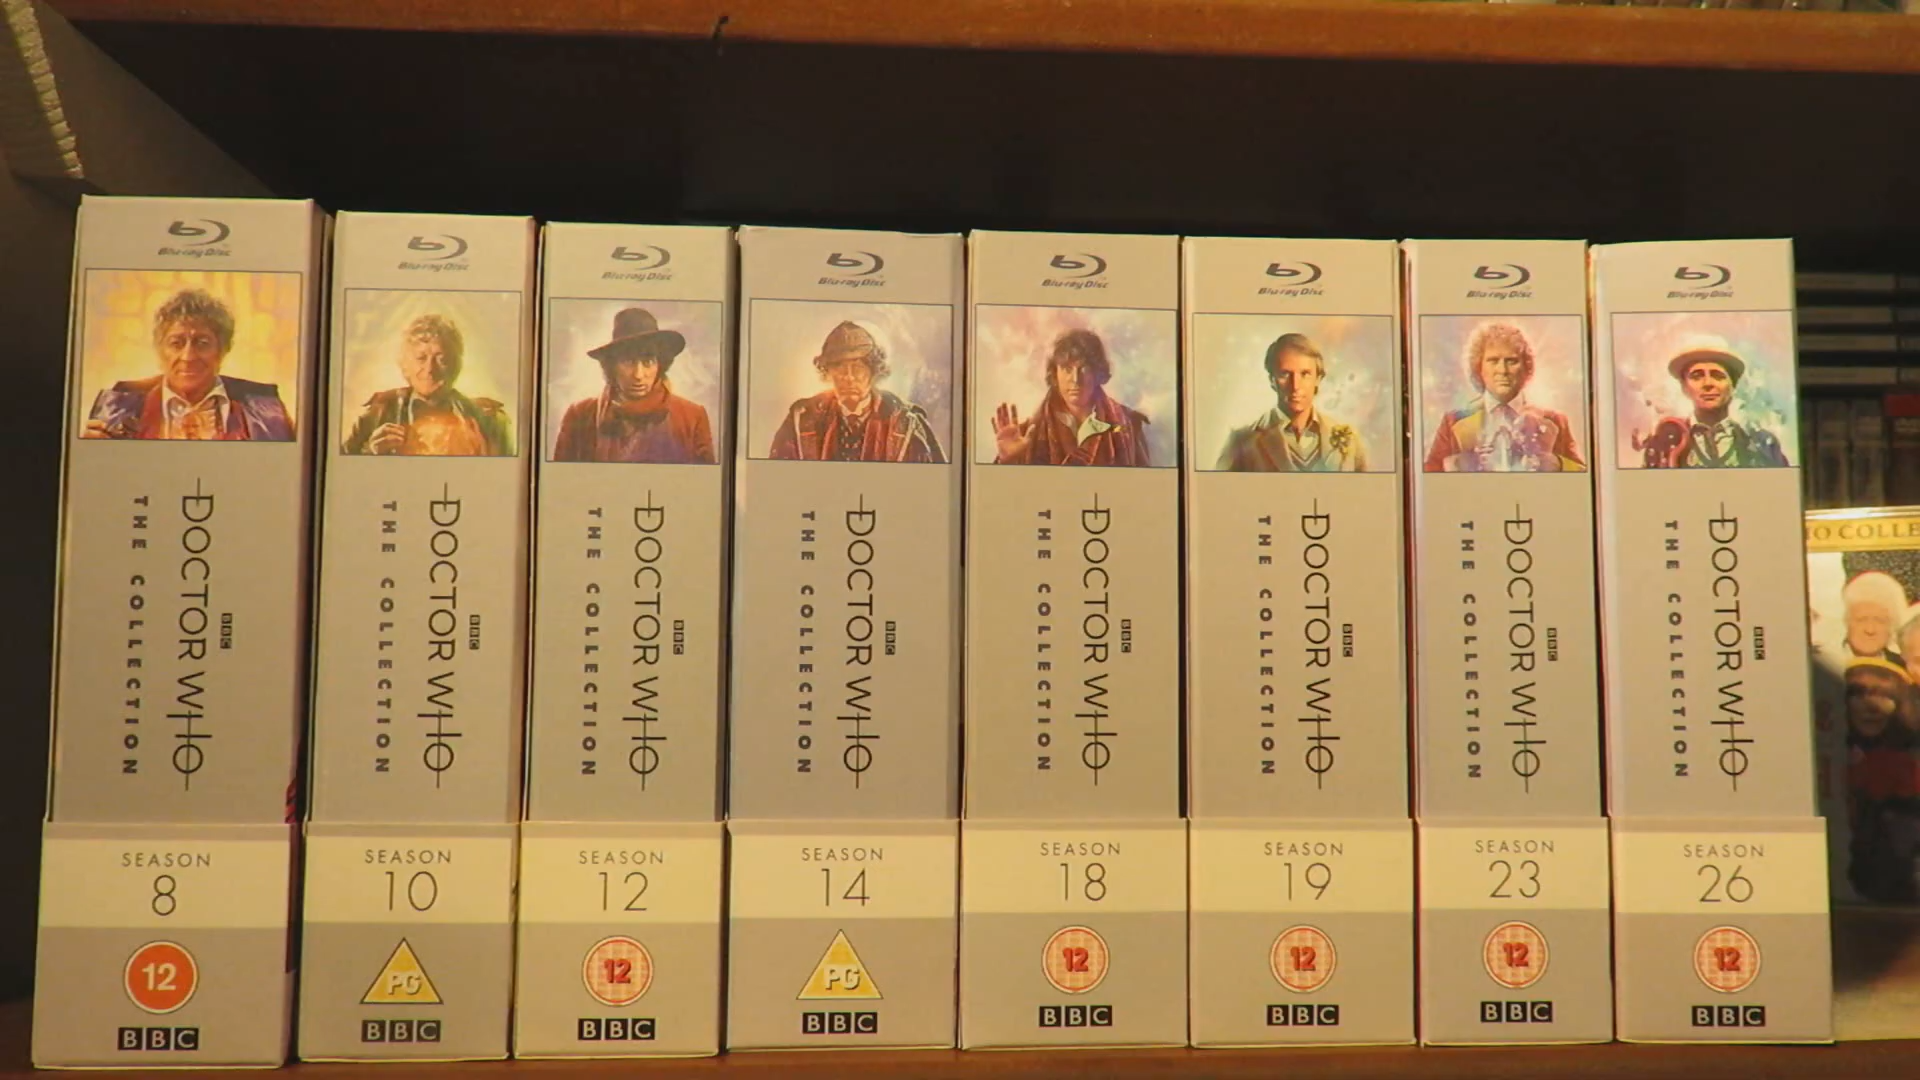 Blu-ray Disc
DOCTOR WHO
BBC
THE COLLECTION
SEASON
8
12
BBC
Blu-ray Disc
DOCTOR WHO
BBC
THE COLLECTION
SEASON
10
PG
BBC
Blu-ray Disc
DOCTOR WHO
BBC
THE COLLECTION
SEASON
12
12
BBC
Blu-ray Disc
DOCTOR WHO
BBC
THE COLLECTION
SEASON
14
PG
BBC
Blu-ray Disc
DOCTOR WHO
BBC
THE COLLECTION
SEASON
18
12
BBC
Blu-ray Disc
DOCTOR WHO
BBC
THE COLLECTION
SEASON
19
12
BBC
Blu-ray Disc
DOCTOR WHO
BBC
THE COLLECTION
SEASON
23
12
BBC
Blu-ray Disc
DOCTOR WHO
BBC
THE COLLECTION
SEASON
26
12
BBC